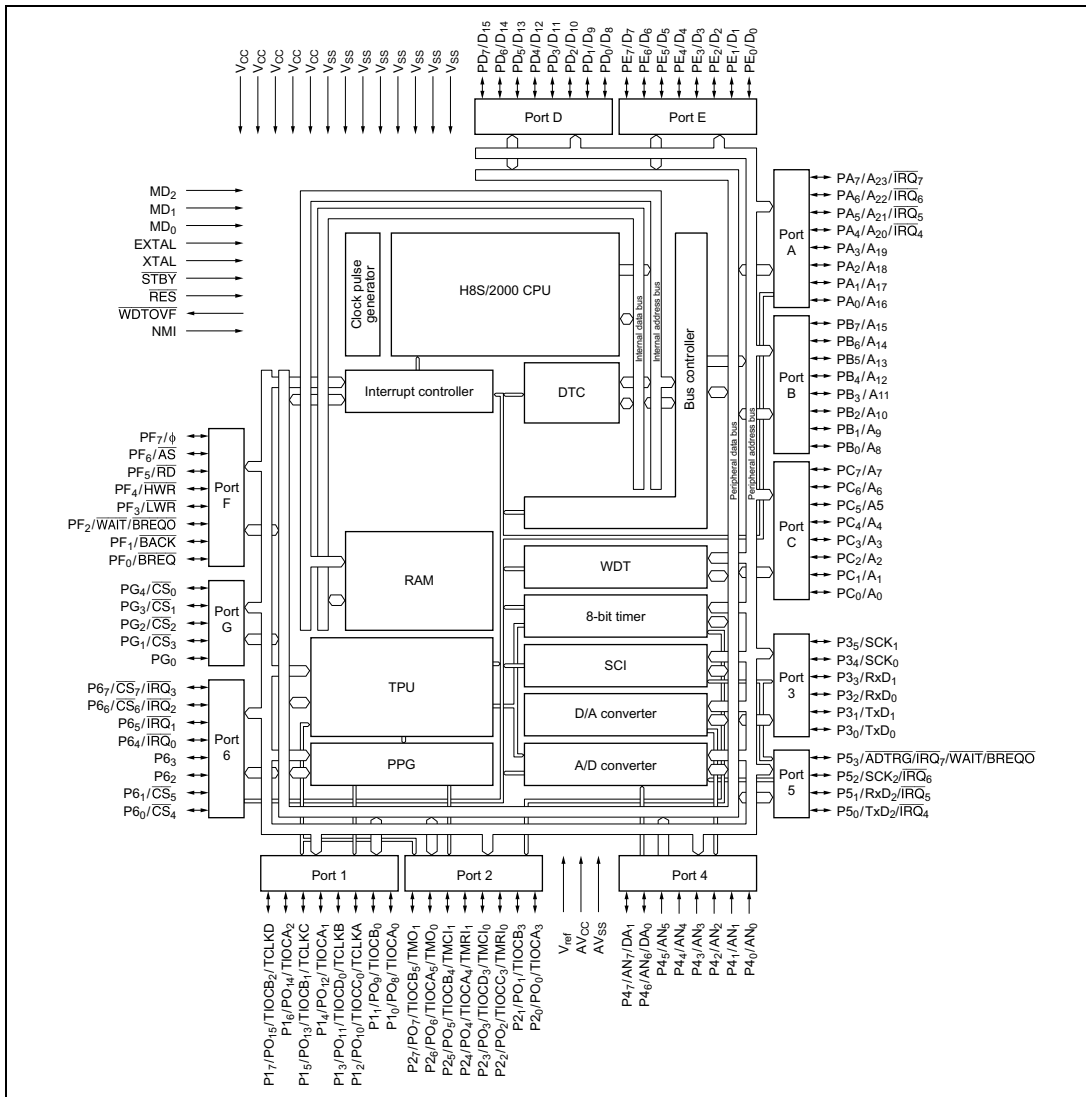 VCC
VCC
VCC
VCC
VCC
VSS
VSS
VSS
VSS
VSS
VSS
VSS
VSS
PD7/D15
PD6/D14
PD5/D13
PD4/D12
PD3/D11
PD2/D10
PD1/D9
PD0/D8
PE7/D7
PE6/D6
PE5/D5
PE4/D4
PE3/D3
PE2/D2
PE1/D1
PE0/D0
Port D
Port E
MD2
MD1
MD0
EXTAL
XTAL
STBY
RES
WDTOVF
NMI
Clock pulse
generator
H8S/2000 CPU
Interrupt controller
DTC
Internal data bus
Internal address bus
Bus controller
Peripheral data bus
Peripheral address bus
Port
A
PA7/A23/IRQ7
PA6/A22/IRQ6
PA5/A21/IRQ5
PA4/A20/IRQ4
PA3/A19
PA2/A18
PA1/A17
PA0/A16
Port
B
PB7/A15
PB6/A14
PB5/A13
PB4/A12
PB3/A11
PB2/A10
PB1/A9
PB0/A8
Port
C
PC7/A7
PC6/A6
PC5/A5
PC4/A4
PC3/A3
PC2/A2
PC1/A1
PC0/A0
PF7/ϕ
PF6/AS
PF5/RD
PF4/HWR
PF3/LWR
PF2/WAIT/BREQO
PF1/BACK
PF0/BREQ
Port
F
PG4/CS0
PG3/CS1
PG2/CS2
PG1/CS3
PG0
Port
G
P67/CS7/IRQ3
P66/CS6/IRQ2
P65/IRQ1
P64/IRQ0
P63
P62
P61/CS5
P60/CS4
Port
6
RAM
WDT
8-bit timer
TPU
SCI
D/A converter
PPG
A/D converter
Port
3
P35/SCK1
P34/SCK0
P33/RxD1
P32/RxD0
P31/TxD1
P30/TxD0
Port
5
P53/ADTRG/IRQ7/WAIT/BREQO
P52/SCK2/IRQ6
P51/RxD2/IRQ5
P50/TxD2/IRQ4
Port 1
Port 2
Port 4
P17/PO15/TIOCB2/TCLKD
P16/PO14/TIOCA2
P15/PO13/TIOCB1/TCLKC
P14/PO12/TIOCA1
P13/PO11/TIOCD0/TCLKB
P12/PO10/TIOCC0/TCLKA
P11/PO9/TIOCB0
P10/PO8/TIOCA0
P27/PO7/TIOCB5/TMO1
P26/PO6/TIOCA5/TMO0
P25/PO5/TIOCB4/TMCI1
P24/PO4/TIOCA4/TMRI1
P23/PO3/TIOCD3/TMCI0
P22/PO2/TIOCC3/TMRI0
P21/PO1/TIOCB3
P20/PO0/TIOCA3
Vref
AVCC
AVSS
P47/AN7/DA1
P46/AN6/DA0
P45/AN5
P44/AN4
P43/AN3
P42/AN2
P41/AN1
P40/AN0